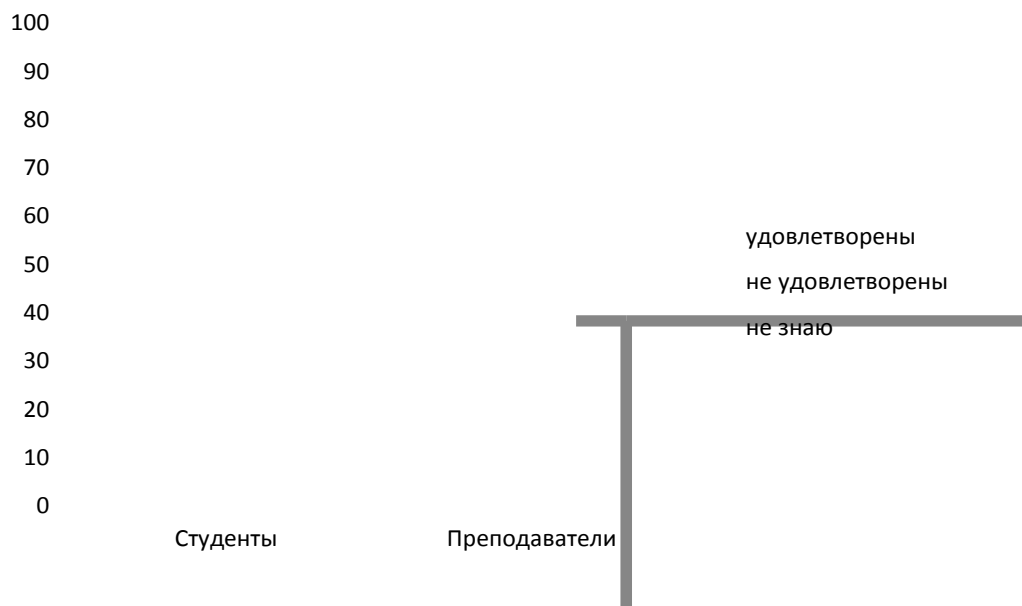 100
90
80
70
60
50
40
30
20
10
0
Студенты Преподаватели
удовлетворены
не удовлетворены
не знаю